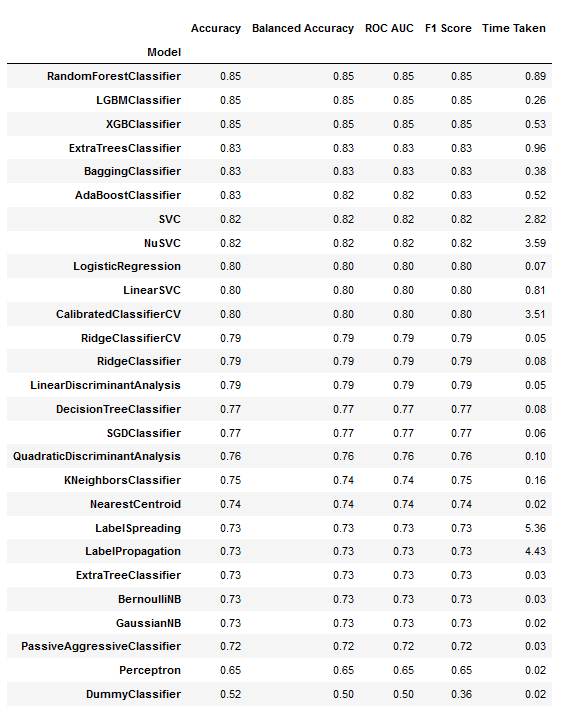 Accuracy Balanced Accuracy ROC AUC F1 Score Time Taken
Model
RandomForestClassifier 0.85 0.85 0.85 0.85 0.89
LGBMClassifier 0.85 0.85 0.85 0.85 0.26
XGBClassifier 0.85 0.85 0.85 0.85 0.53
ExtraTreesClassifier 0.83 0.83 0.83 0.83 0.96
BaggingClassifier 0.83 0.83 0.83 0.83 0.38
AdaBoostClassifier 0.83 0.82 0.82 0.83 0.52
SVC 0.82 0.82 0.82 0.82 2.82
NuSVC 0.82 0.82 0.82 0.82 3.59
LogisticRegression 0.80 0.80 0.80 0.80 0.07
LinearSVC 0.80 0.80 0.80 0.80 0.81
CalibratedClassifierCV 0.80 0.80 0.80 0.80 3.51
RidgeClassifierCV 0.79 0.79 0.79 0.79 0.05
RidgeClassifier 0.79 0.79 0.79 0.79 0.08
LinearDiscriminantAnalysis 0.79 0.79 0.79 0.79 0.05
DecisionTreeClassifier 0.77 0.77 0.77 0.77 0.08
SGDClassifier 0.77 0.77 0.77 0.77 0.06
QuadraticDiscriminantAnalysis 0.76 0.76 0.76 0.76 0.10
KNeighborsClassifier 0.75 0.74 0.74 0.75 0.16
NearestCentroid 0.74 0.74 0.74 0.74 0.02
LabelSpreading 0.73 0.73 0.73 0.73 5.36
LabelPropagation 0.73 0.73 0.73 0.73 4.43
ExtraTreeClassifier 0.73 0.73 0.73 0.73 0.03
BernoulliNB 0.73 0.73 0.73 0.73 0.03
GaussianNB 0.73 0.73 0.73 0.73 0.02
PassiveAggressiveClassifier 0.72 0.72 0.72 0.72 0.03
Perceptron 0.65 0.65 0.65 0.65 0.02
DummyClassifier 0.52 0.50 0.50 0.36 0.02